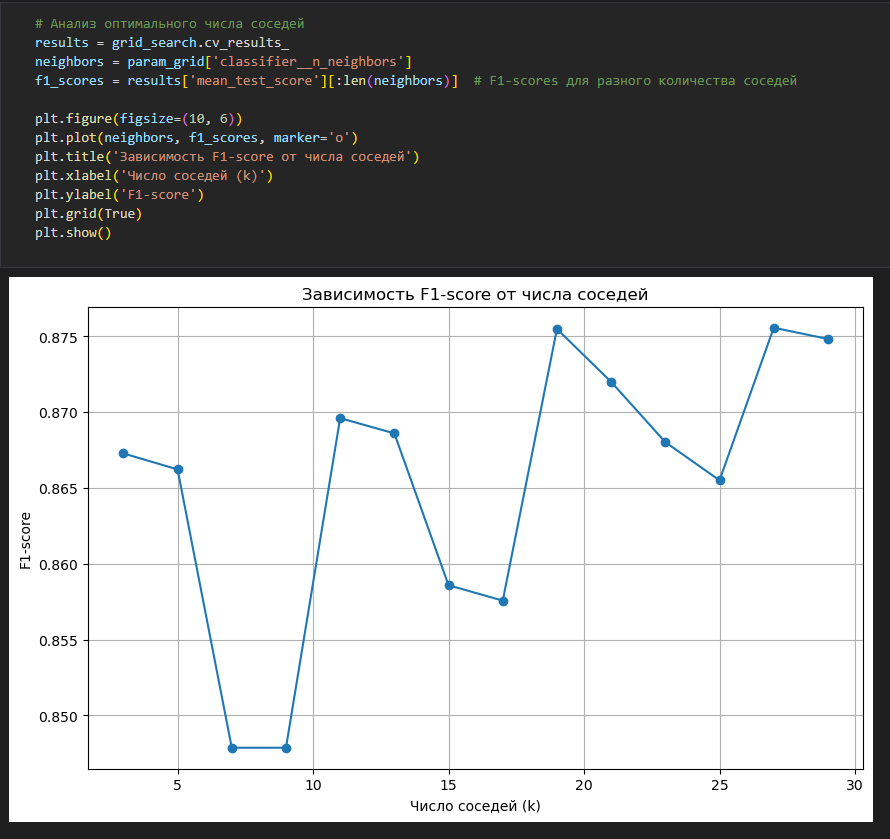 # Анализ оптимального числа соседей
results = grid_search.cv_results_
neighbors = param_grid['classifier__n_neighbors']
f1_scores = results['mean_test_score'][:len(neighbors)]  # F1-scores для разного количества соседей
plt.figure(figsize=(10, 6))
plt.plot(neighbors, f1_scores, marker='o')
plt.title('Зависимость F1-score от числа соседей')
plt.xlabel('Число соседей (k)')
plt.ylabel('F1-score')
plt.grid(True)
plt.show()
Зависимость F1-score от числа соседей
0.875
0.870
0.865
0.860
0.855
0.850
F1-score
5 10 15 20 25 30
Число соседей (k)